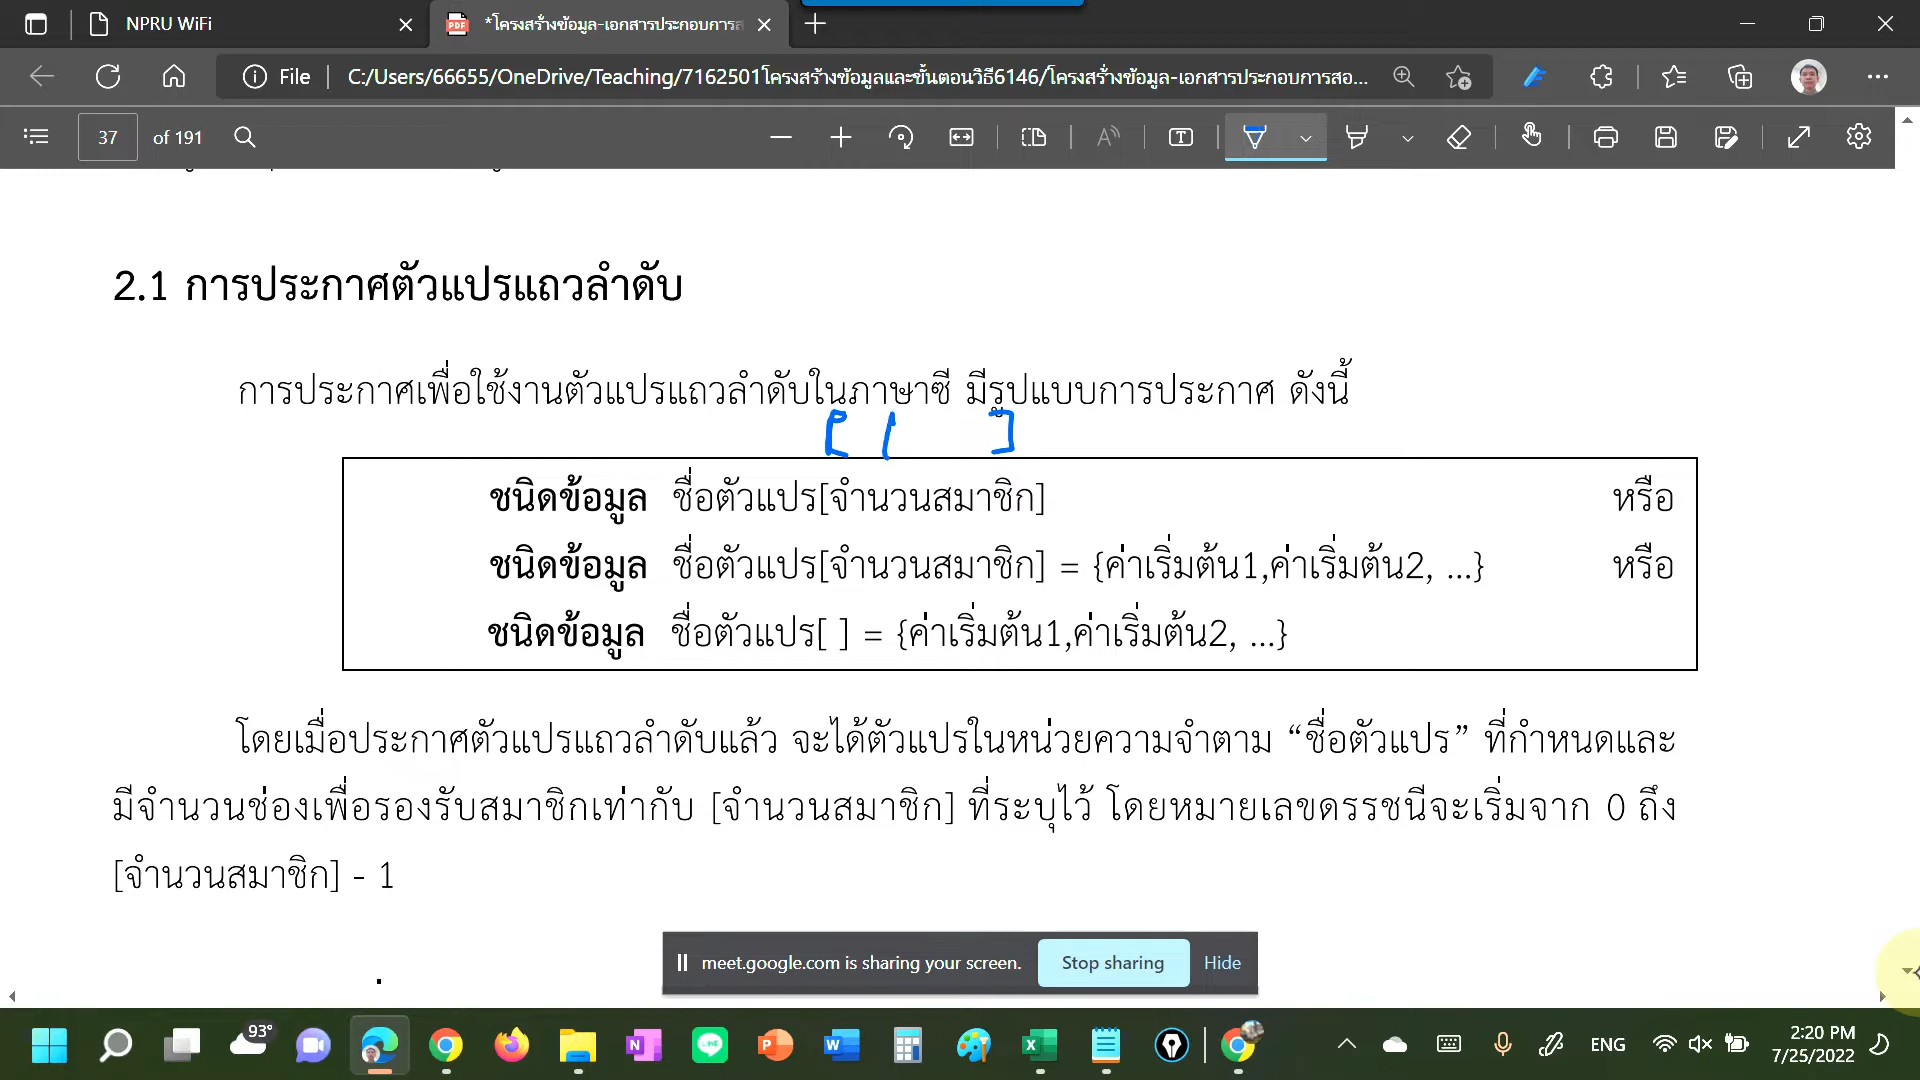 NPRU WiFi
*โครงสร้างข้อมูล-เอกสารประกอบการส
File
C:/Users/66655/OneDrive/Teaching/7162501โครงสร้างข้อมูลและขั้นตอนวิธี6146/โครงสร้างข้อมูล-เอกสารประกอบการสอ...
37 of 191
2.1 การประกาศตัวแปรแถวลำดับ
การประกาศเพื่อใช้งานตัวแปรแถวลำดับในภาษาซี มีรูปแบบการประกาศ ดังนี้
[ ]
ชนิดข้อมูล ชื่อตัวแปร[จำนวนสมาชิก] หรือ
ชนิดข้อมูล ชื่อตัวแปร[จำนวนสมาชิก] = {ค่าเริ่มต้น1,ค่าเริ่มต้น2, ...} หรือ
ชนิดข้อมูล ชื่อตัวแปร[ ] = {ค่าเริ่มต้น1,ค่าเริ่มต้น2, ...}
โดยเมื่อประกาศตัวแปรแถวลำดับแล้ว จะได้ตัวแปรในหน่วยความจำตาม “ชื่อตัวแปร” ที่กำหนดและ
มีจำนวนช่องเพื่อรองรับสมาชิกเท่ากับ [จำนวนสมาชิก] ที่ระบุไว้ โดยหมายเลขดรรชนีจะเริ่มจาก 0 ถึง
[จำนวนสมาชิก] - 1
meet.google.com is sharing your screen. Stop sharing Hide
93°
ENG
2:20 PM
7/25/2022